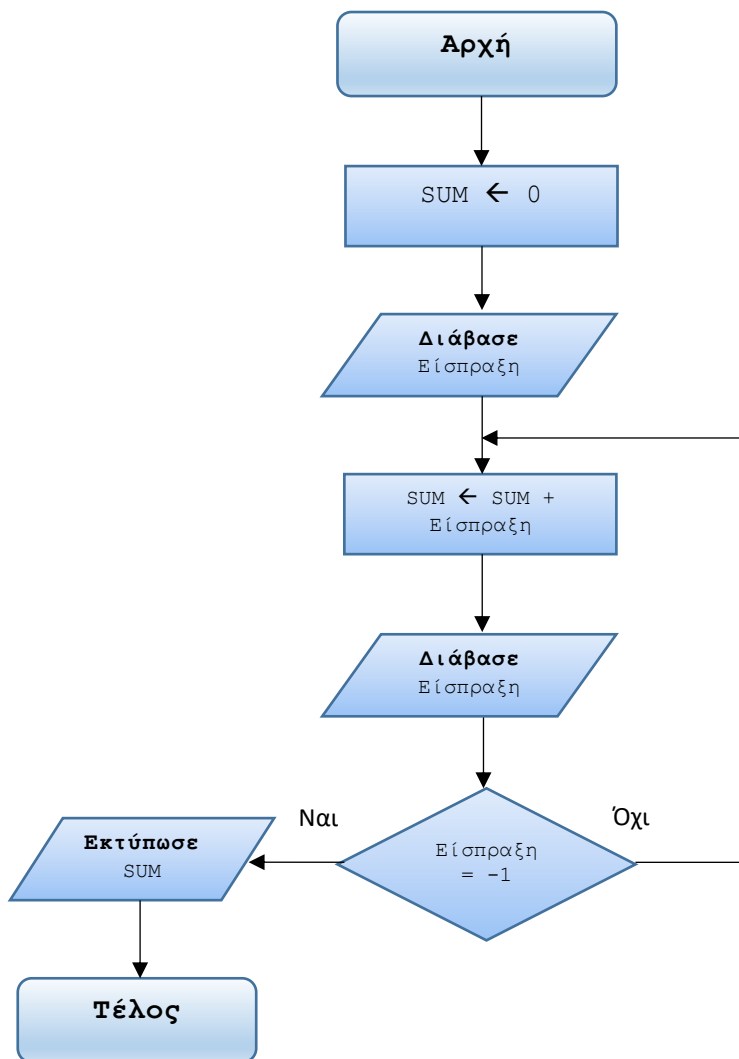 Αρχή
SUM ← 0
Διάβασε
Είσπραξη
SUM ← SUM +
Είσπραξη
Διάβασε
Είσπραξη
Ναι
Όχι
Είσπραξη
= -1
Εκτύπωσε
SUM
Τέλος